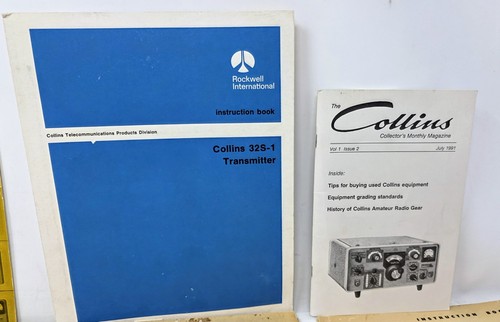 Rockwell
International
instruction book
Collins Telecommunications Products Division
Collins 32S-1
Transmitter
The
Collins
Collector's Monthly Magazine
Vol 1 Issue 2 July 1991
Inside:
Tips for buying used Collins equipment
Equipment grading standards
History of Collins Amateur Radio Gear
INSTRUCTION